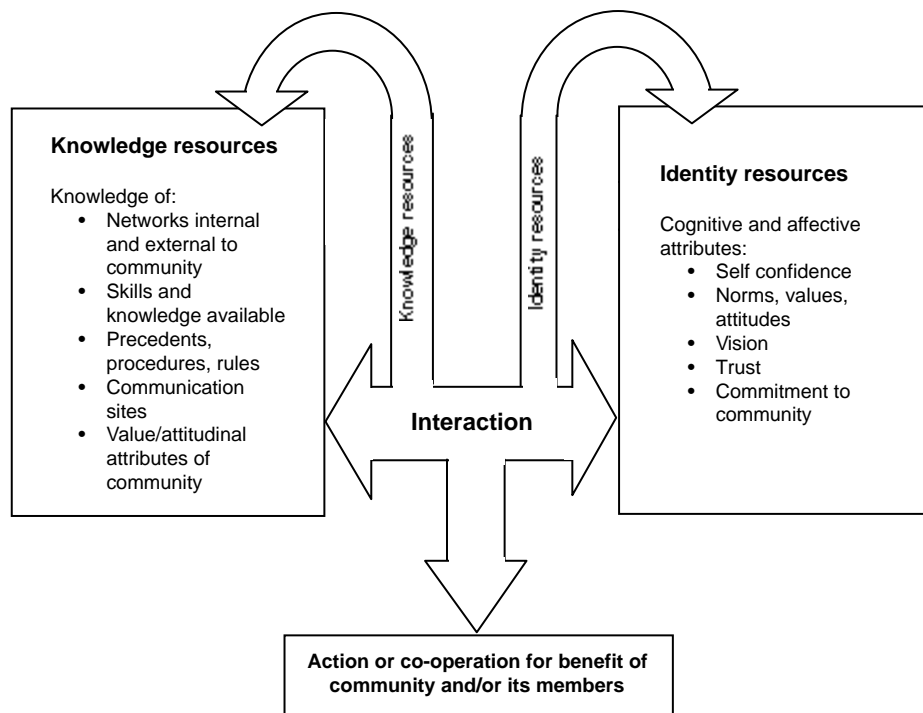 Knowledge resources
Knowledge of:
• Networks internal
and external to
community
• Skills and
knowledge available
• Precedents,
procedures, rules
• Communication
sites
• Value/attitudinal
attributes of
community
Knowledge resources
Identity resources
Interaction
Identity resources
Cognitive and affective
attributes:
• Self confidence
• Norms, values,
attitudes
• Vision
• Trust
• Commitment to
community
Action or co-operation for benefit of
community and/or its members